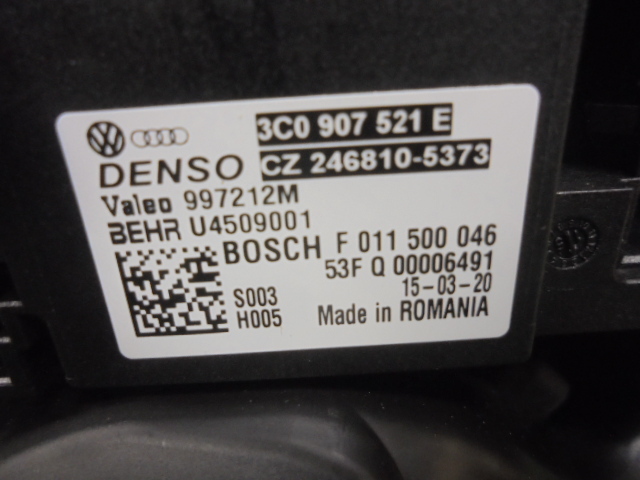 3C0 907 521 E
DENSO CZ 246810-5373
Valeo 997212M
BEHR U4509001
BOSCH F 011 500 046
53F Q 00006491
15-03-20
S003
H005 Made in ROMANIA